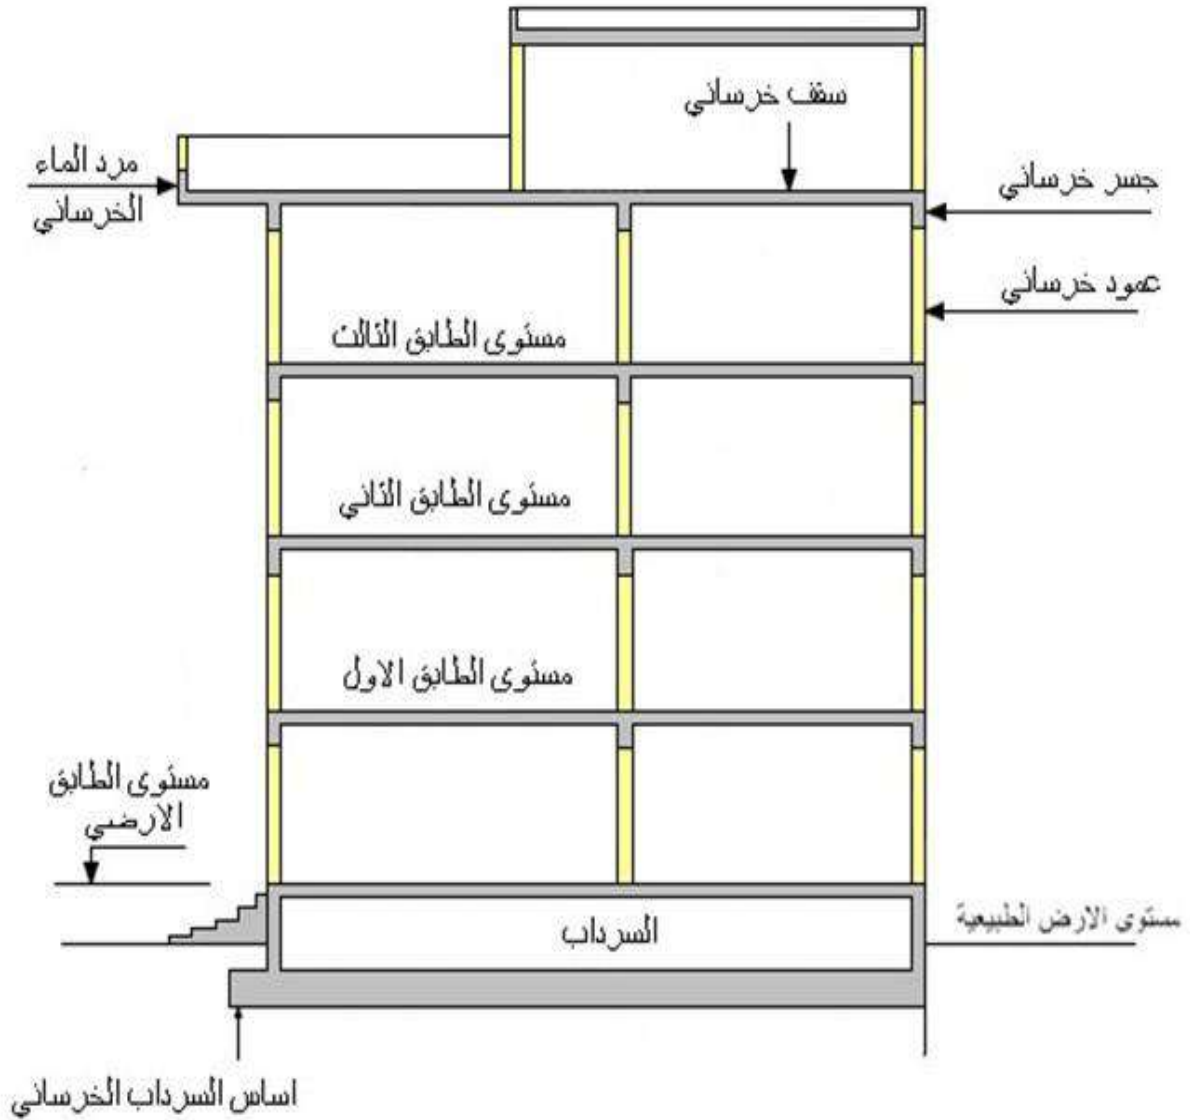 سقف خرساني
مرد الماء
الخرساني
جسر خرساني
عمود خرساني
مستوى الطابق الثالث
مستوى الطابق الثاني
مستوى الطابق الاول
مستوى الطابق
الارضي
السرداب
مستوى الارض الطبيعية
اساس السرداب الخرساني